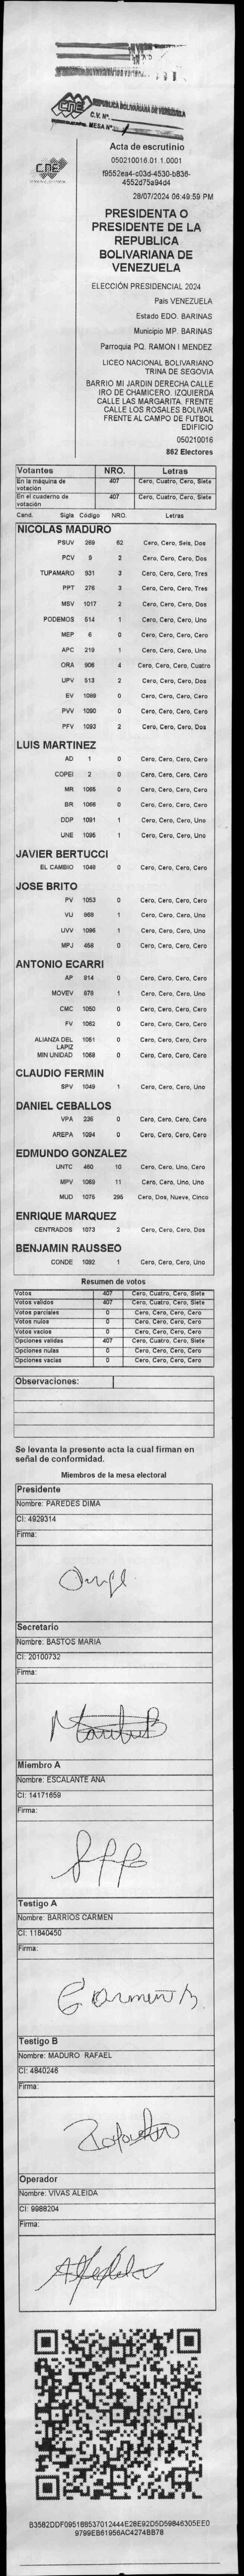 CNE
REPUBLICA BOLIVARIANA DE VENEZUELA
C.V. Nº
MESA Nº 1
CNE
Acta de escrutinio
050210016.01.1.0001
f9552ea4-c03d-4530-b836-
4552d75a94d4
28/07/2024 06:49:59 PM
PRESIDENTA O
PRESIDENTE DE LA
REPUBLICA
BOLIVARIANA DE
VENEZUELA
ELECCIÓN PRESIDENCIAL 2024
País VENEZUELA
Estado EDO. BARINAS
Municipio MP. BARINAS
Parroquia PQ. RAMON I MENDEZ
LICEO NACIONAL BOLIVARIANO
TRINA DE SEGOVIA
BARRIO MI JARDIN DERECHA CALLE
IRO DE CHAMICERO. IZQUIERDA
CALLE LAS MARGARITA. FRENTE
CALLE LOS ROSALES BOLIVAR
FRENTE AL CAMPO DE FUTBOL
EDIFICIO
050210016
862 Electores
Votantes NRO. Letras
En la máquina de votación 407 Cero, Cuatro, Cero, Siete
En el cuaderno de votación 407 Cero, Cuatro, Cero, Siete
Cand. Sigla Código NRO. Letras
NICOLAS MADURO
PSUV 269 62 Cero, Cero, Seis, Dos
PCV 9 2 Cero, Cero, Cero, Dos
TUPAMARO 931 3 Cero, Cero, Cero, Tres
PPT 276 3 Cero, Cero, Cero, Tres
MSV 1017 2 Cero, Cero, Cero, Dos
PODEMOS 514 1 Cero, Cero, Cero, Uno
MEP 6 0 Cero, Cero, Cero, Cero
APC 219 1 Cero, Cero, Cero, Uno
ORA 906 4 Cero, Cero, Cero, Cuatro
UPV 513 2 Cero, Cero, Cero, Dos
EV 1089 0 Cero, Cero, Cero, Cero
PVV 1090 0 Cero, Cero, Cero, Cero
PFV 1093 2 Cero, Cero, Cero, Dos
LUIS MARTINEZ
AD 1 0 Cero, Cero, Cero, Cero
COPEI 2 0 Cero, Cero, Cero, Cero
MR 1065 0 Cero, Cero, Cero, Cero
BR 1066 0 Cero, Cero, Cero, Cero
DDP 1091 1 Cero, Cero, Cero, Uno
UNE 1095 1 Cero, Cero, Cero, Uno
JAVIER BERTUCCI
EL CAMBIO 1048 0 Cero, Cero, Cero, Cero
JOSE BRITO
PV 1053 0 Cero, Cero, Cero, Cero
VU 868 1 Cero, Cero, Cero, Uno
UVV 1096 1 Cero, Cero, Cero, Uno
MPJ 458 0 Cero, Cero, Cero, Cero
ANTONIO ECARRI
AP 814 0 Cero, Cero, Cero, Cero
MOVEV 879 1 Cero, Cero, Cero, Uno
CMC 1050 0 Cero, Cero, Cero, Cero
FV 1062 0 Cero, Cero, Cero, Cero
ALIANZA DEL LAPIZ 1061 0 Cero, Cero, Cero, Cero
MIN UNIDAD 1068 0 Cero, Cero, Cero, Cero
CLAUDIO FERMIN
SPV 1049 1 Cero, Cero, Cero, Uno
DANIEL CEBALLOS
VPA 236 0 Cero, Cero, Cero, Cero
AREPA 1094 0 Cero, Cero, Cero, Cero
EDMUNDO GONZALEZ
UNTC 460 10 Cero, Cero, Uno, Cero
MPV 1069 11 Cero, Cero, Uno, Uno
MUD 1075 295 Cero, Dos, Nueve, Cinco
ENRIQUE MARQUEZ
CENTRADOS 1073 2 Cero, Cero, Cero, Dos
BENJAMIN RAUSSEO
CONDE 1092 1 Cero, Cero, Cero, Uno
Resumen de votos
Votos 407 Cero, Cuatro, Cero, Siete
Votos validos 407 Cero, Cuatro, Cero, Siete
Votos parciales 0 Cero, Cero, Cero, Cero
Votos nulos 0 Cero, Cero, Cero, Cero
Votos vacios 0 Cero, Cero, Cero, Cero
Opciones validas 407 Cero, Cuatro, Cero, Siete
Opciones nulas 0 Cero, Cero, Cero, Cero
Opciones vacias 0 Cero, Cero, Cero, Cero
Observaciones:
Se levanta la presente acta la cual firman en
señal de conformidad.
Miembros de la mesa electoral
Presidente
Nombre: PAREDES DIMA
CI: 4929314
Firma:
Secretario
Nombre: BASTOS MARIA
CI: 20100732
Firma:
Miembro A
Nombre: ESCALANTE ANA
CI: 14171659
Firma:
Testigo A
Nombre: BARRIOS CARMEN
CI: 11840450
Firma:
Carmen B
Testigo B
Nombre: MADURO RAFAEL
CI: 4840246
Firma:
Operador
Nombre: VIVAS ALEIDA
CI: 9988204
Firma:
B3582DDF095188537012444E28E92D5D59846305EE0
9799EB61956AC4274BB78